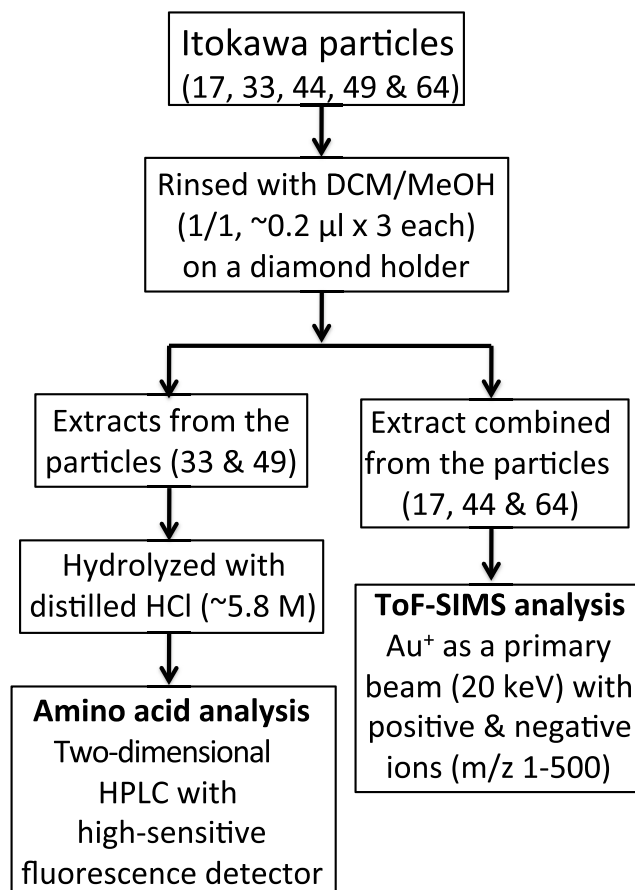 Itokawa particles
(17, 33, 44, 49 & 64)
Rinsed with DCM/MeOH
(1/1, ~0.2 µl x 3 each)
on a diamond holder
Extracts from the
particles (33 & 49)
Hydrolyzed with
distilled HCl (~5.8 M)
Amino acid analysis
Two-dimensional
HPLC with
high-sensitive
fluorescence detector
Extract combined
from the particles
(17, 44 & 64)
ToF-SIMS analysis
Au⁺ as a primary
beam (20 keV) with
positive & negative
ions (m/z 1-500)